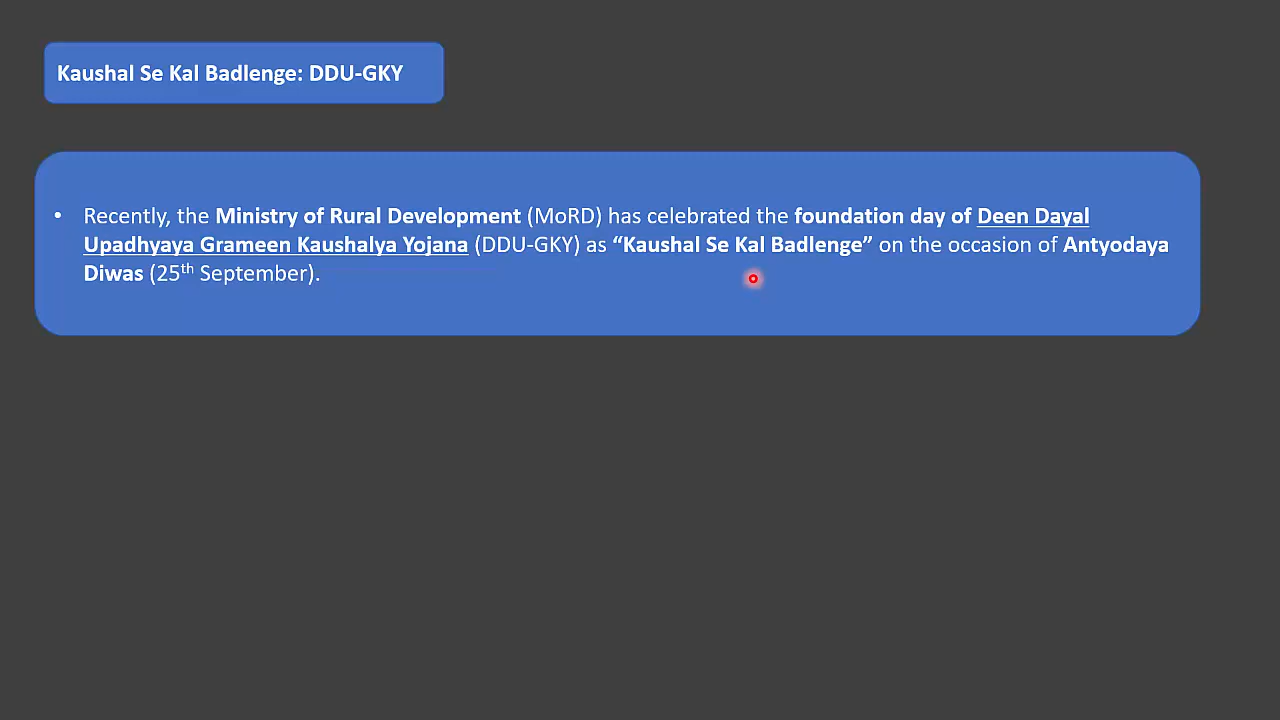 Kaushal Se Kal Badlenge: DDU-GKY
• Recently, the Ministry of Rural Development (MoRD) has celebrated the foundation day of Deen Dayal
Upadhyaya Grameen Kaushalya Yojana (DDU-GKY) as “Kaushal Se Kal Badlenge” on the occasion of Antyodaya
Diwas (25th September).